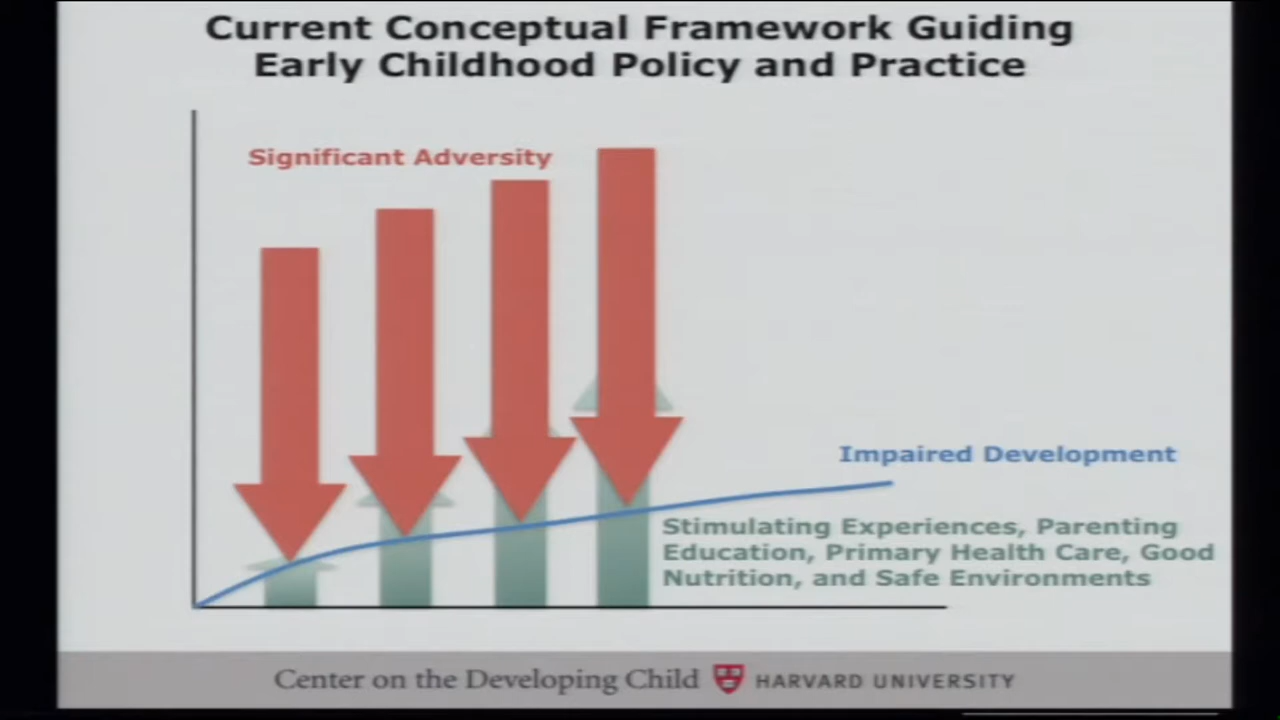 Current Conceptual Framework Guiding
Early Childhood Policy and Practice
Significant Adversity
Impaired Development
Stimulating Experiences, Parenting
Education, Primary Health Care, Good
Nutrition, and Safe Environments
Center on the Developing Child HARVARD UNIVERSITY